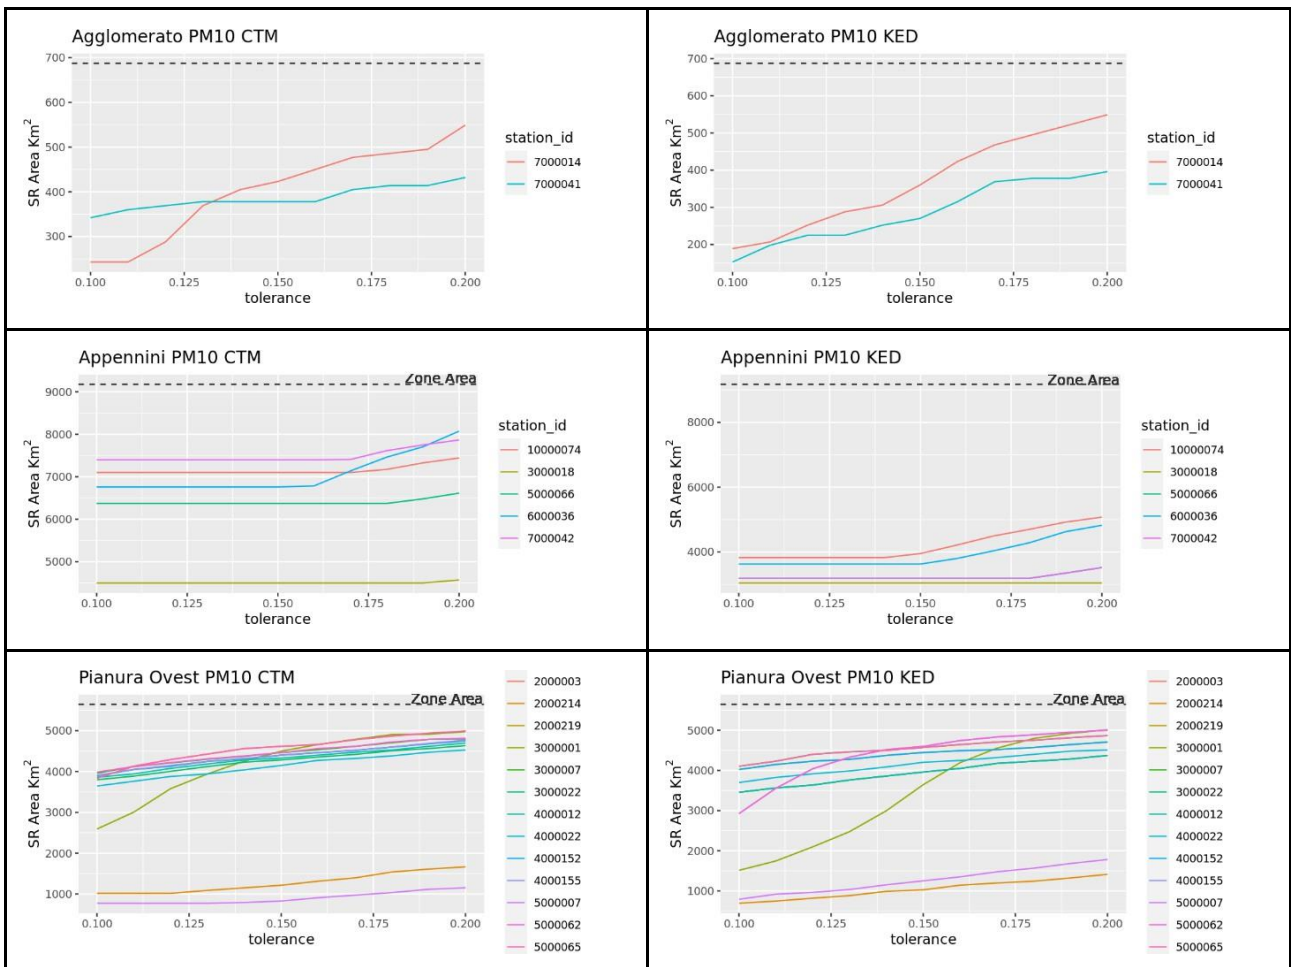 Agglomerato PM10 CTM
SR Area Km²
700
600
500
400
300
0.100 0.125 0.150 0.175 0.200
tolerance
station_id
7000014
7000041
Agglomerato PM10 KED
SR Area Km²
700
600
500
400
300
200
0.100 0.125 0.150 0.175 0.200
tolerance
station_id
7000014
7000041
Appennini PM10 CTM
Zone Area
SR Area Km²
9000
8000
7000
6000
5000
0.100 0.125 0.150 0.175 0.200
tolerance
station_id
10000074
3000018
5000066
6000036
7000042
Appennini PM10 KED
Zone Area
SR Area Km²
8000
6000
4000
0.100 0.125 0.150 0.175 0.200
tolerance
station_id
10000074
3000018
5000066
6000036
7000042
Pianura Ovest PM10 CTM
Zone Area
SR Area Km²
5000
4000
3000
2000
1000
0.100 0.125 0.150 0.175 0.200
tolerance
2000003
2000214
2000219
3000001
3000007
3000022
4000012
4000022
4000152
4000155
5000007
5000062
5000065
Pianura Ovest PM10 KED
Zone Area
SR Area Km²
5000
4000
3000
2000
1000
0.100 0.125 0.150 0.175 0.200
tolerance
2000003
2000214
2000219
3000001
3000007
3000022
4000012
4000022
4000152
4000155
5000007
5000062
5000065